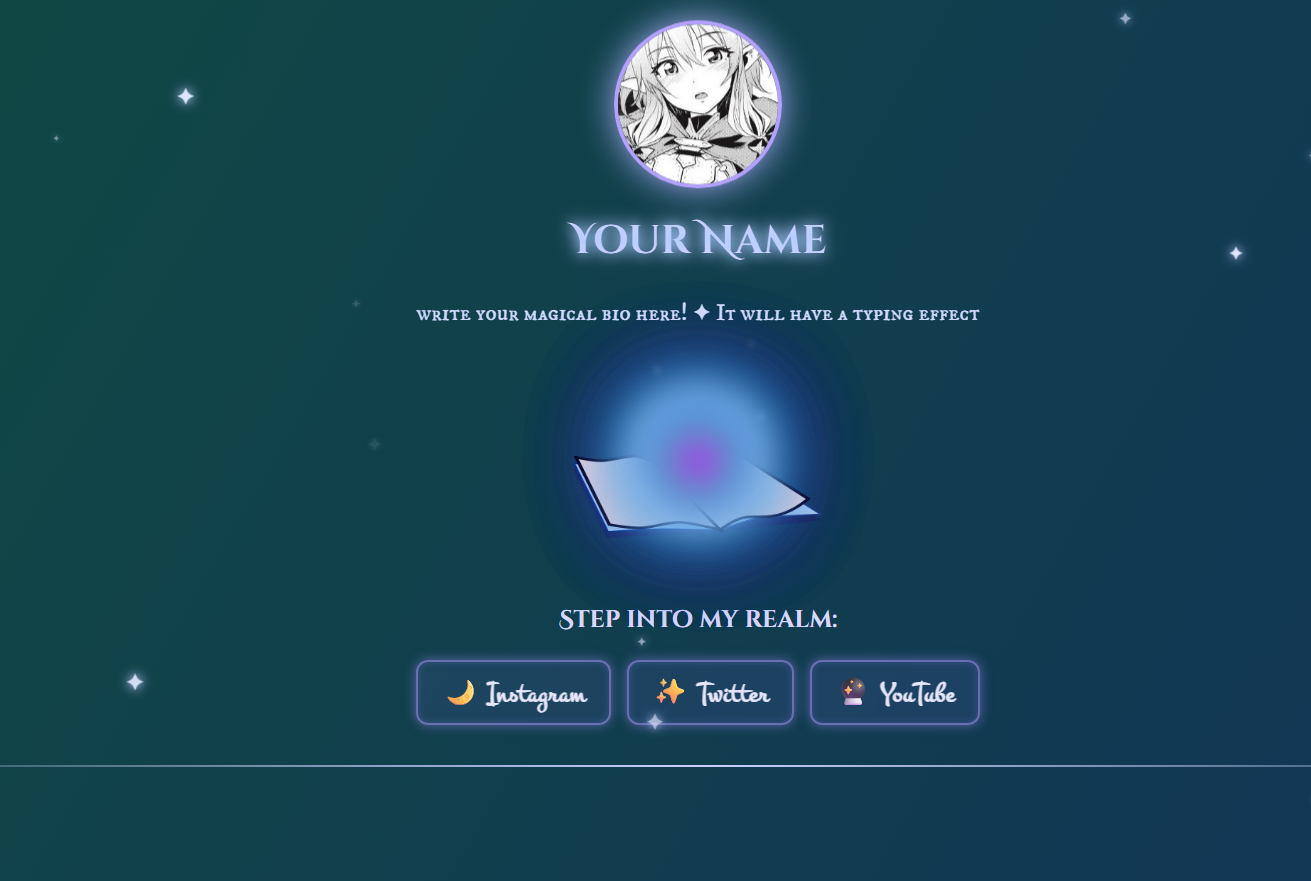 Your Name
write your magical bio here! ✦ It will have a typing effect
Step into my realm:
🌙 Instagram ✨ Twitter 🔮 YouTube